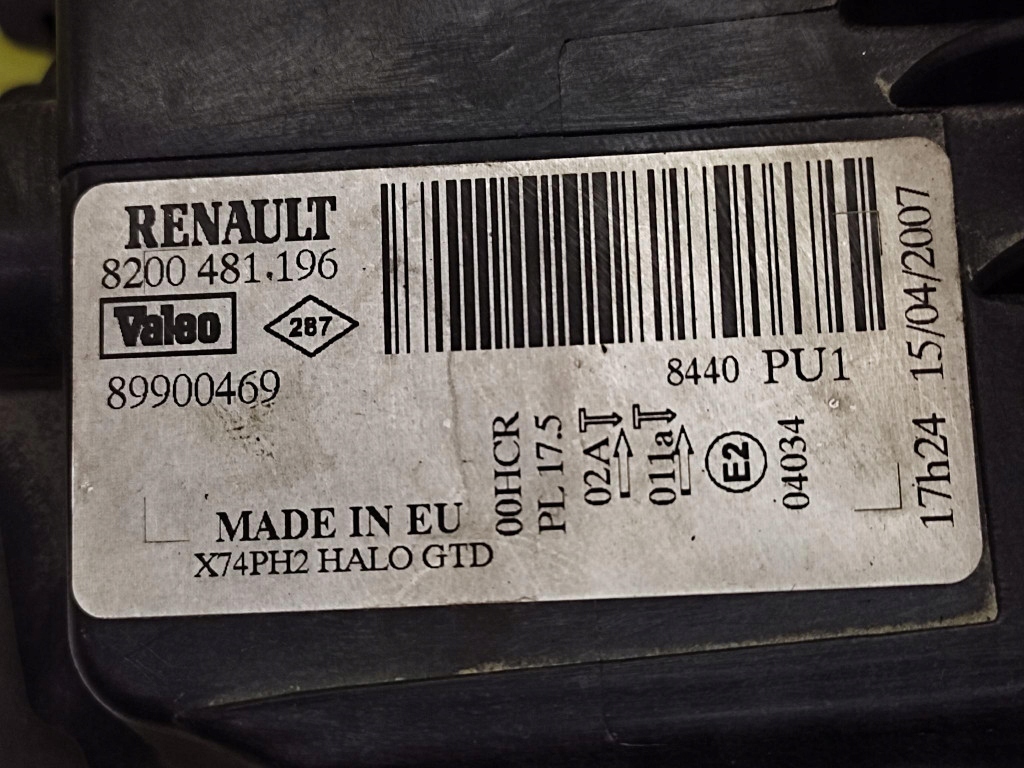 RENAULT
8200 481.196
Valeo
287
89900469
8440 PU1
MADE IN EU
X74PH2 HALO GTD
00HCR
PL 17.5
02A
011a
E2
04034
17h24 15/04/2007